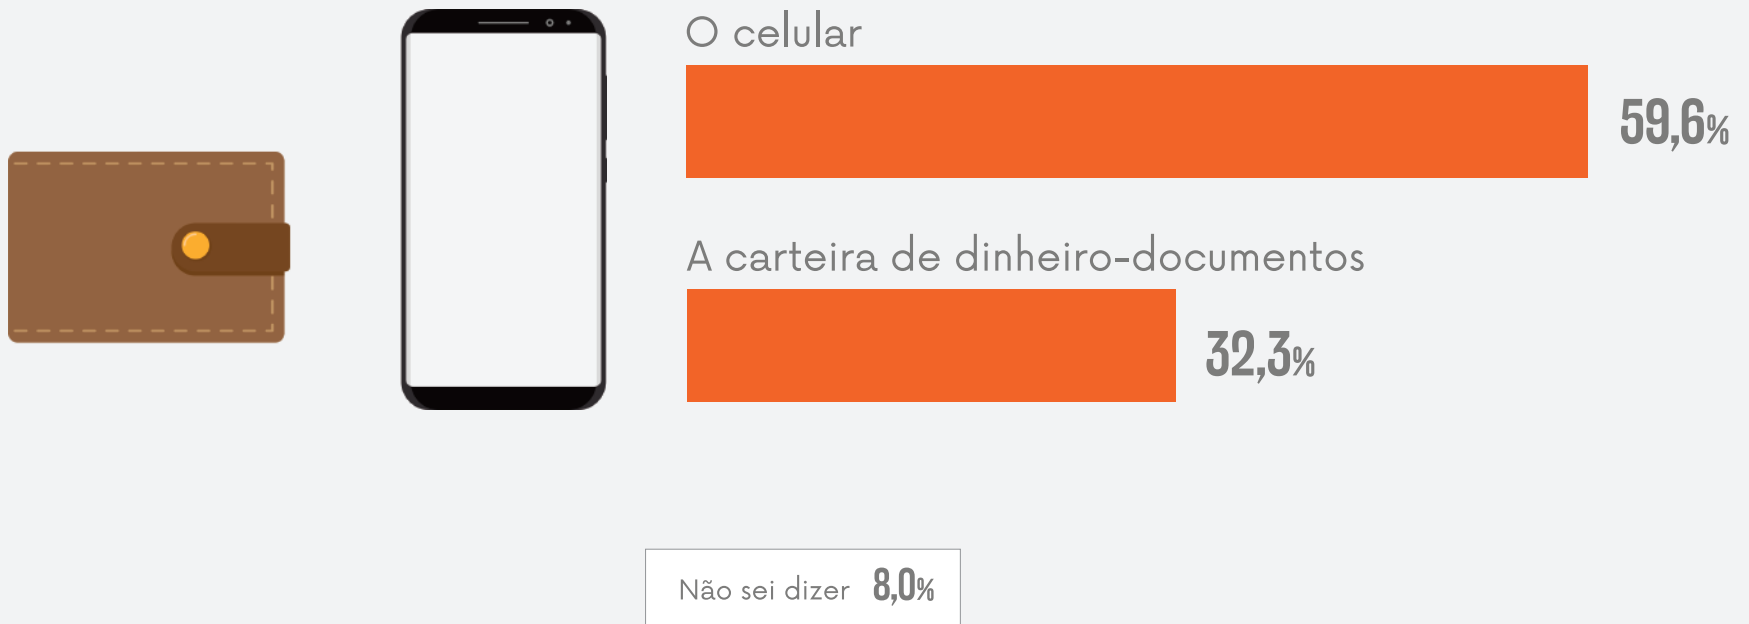 O celular
59,6%
A carteira de dinheiro-documentos
32,3%
Não sei dizer 8,0%